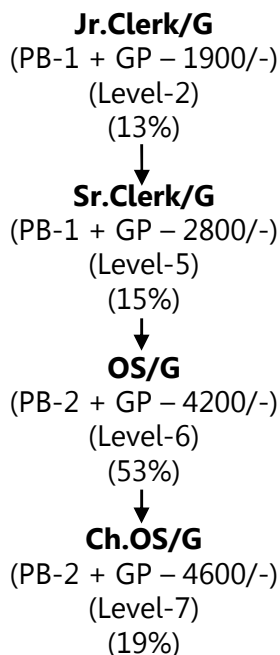 Jr.Clerk/G
(PB-1 + GP – 1900/-)
(Level-2)
(13%)
Sr.Clerk/G
(PB-1 + GP – 2800/-)
(Level-5)
(15%)
OS/G
(PB-2 + GP – 4200/-)
(Level-6)
(53%)
Ch.OS/G
(PB-2 + GP – 4600/-)
(Level-7)
(19%)